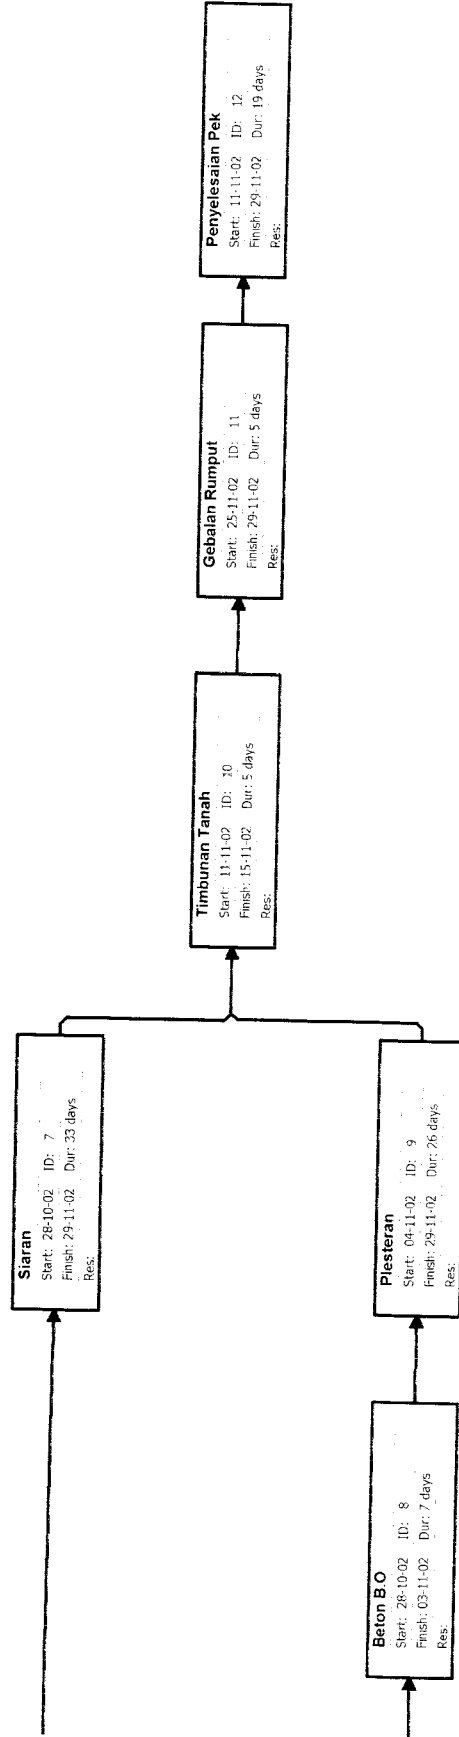 Siaran
Start: 28-10-02 ID: 7
Finish: 29-11-02 Dur: 33 days
Res:
Beton B.O
Start: 28-10-02 ID: 8
Finish: 03-11-02 Dur: 7 days
Res:
Plesteran
Start: 04-11-02 ID: 9
Finish: 29-11-02 Dur: 26 days
Res:
Timbunan Tanah
Start: 11-11-02 ID: 10
Finish: 15-11-02 Dur: 5 days
Res:
Gebalan Rumput
Start: 25-11-02 ID: 11
Finish: 29-11-02 Dur: 5 days
Res:
Penyelesaian Pek
Start: 11-11-02 ID: 12
Finish: 29-11-02 Dur: 19 days
Res: